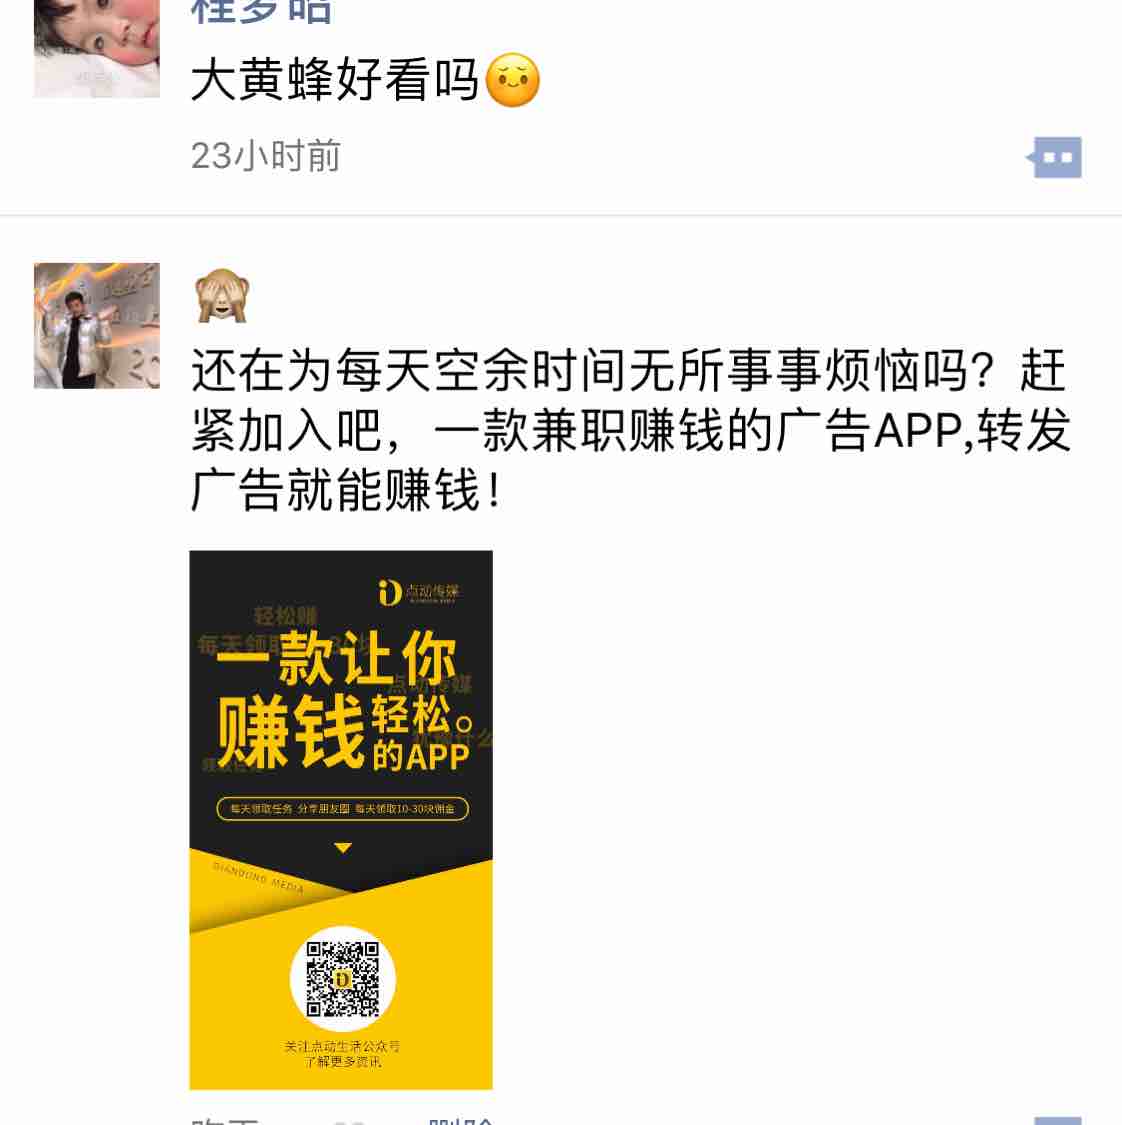 大黄蜂好看吗
23小时前
还在为每天空余时间无所事事烦恼吗？赶
紧加入吧，一款兼职赚钱的广告APP,转发
广告就能赚钱！
点动传媒
轻松赚
每天领取
一款让你
点动传媒
赚钱轻松。
的APP
每天领取任务 分享朋友圈 每天领取10-30块佣金
DIANDLND MEDIA
关注点动生活公众号
了解更多资讯